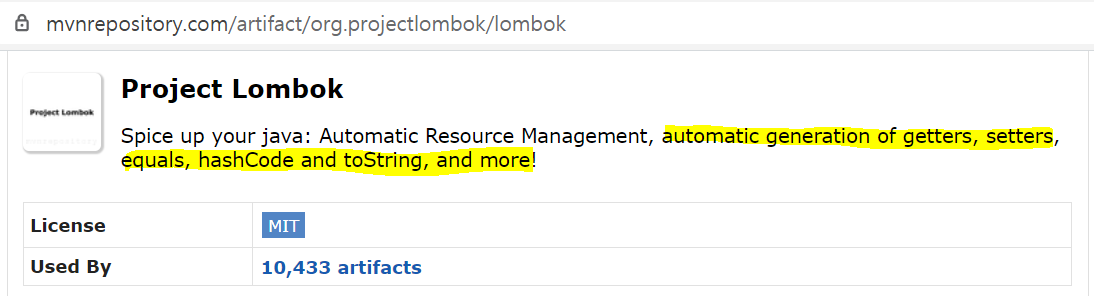 mvnrepository.com/artifact/org.projectlombok/lombok
Project Lombok
Project Lombok
mvnrepository
Spice up your java: Automatic Resource Management, automatic generation of getters, setters,
equals, hashCode and toString, and more!
License MIT
Used By 10,433 artifacts